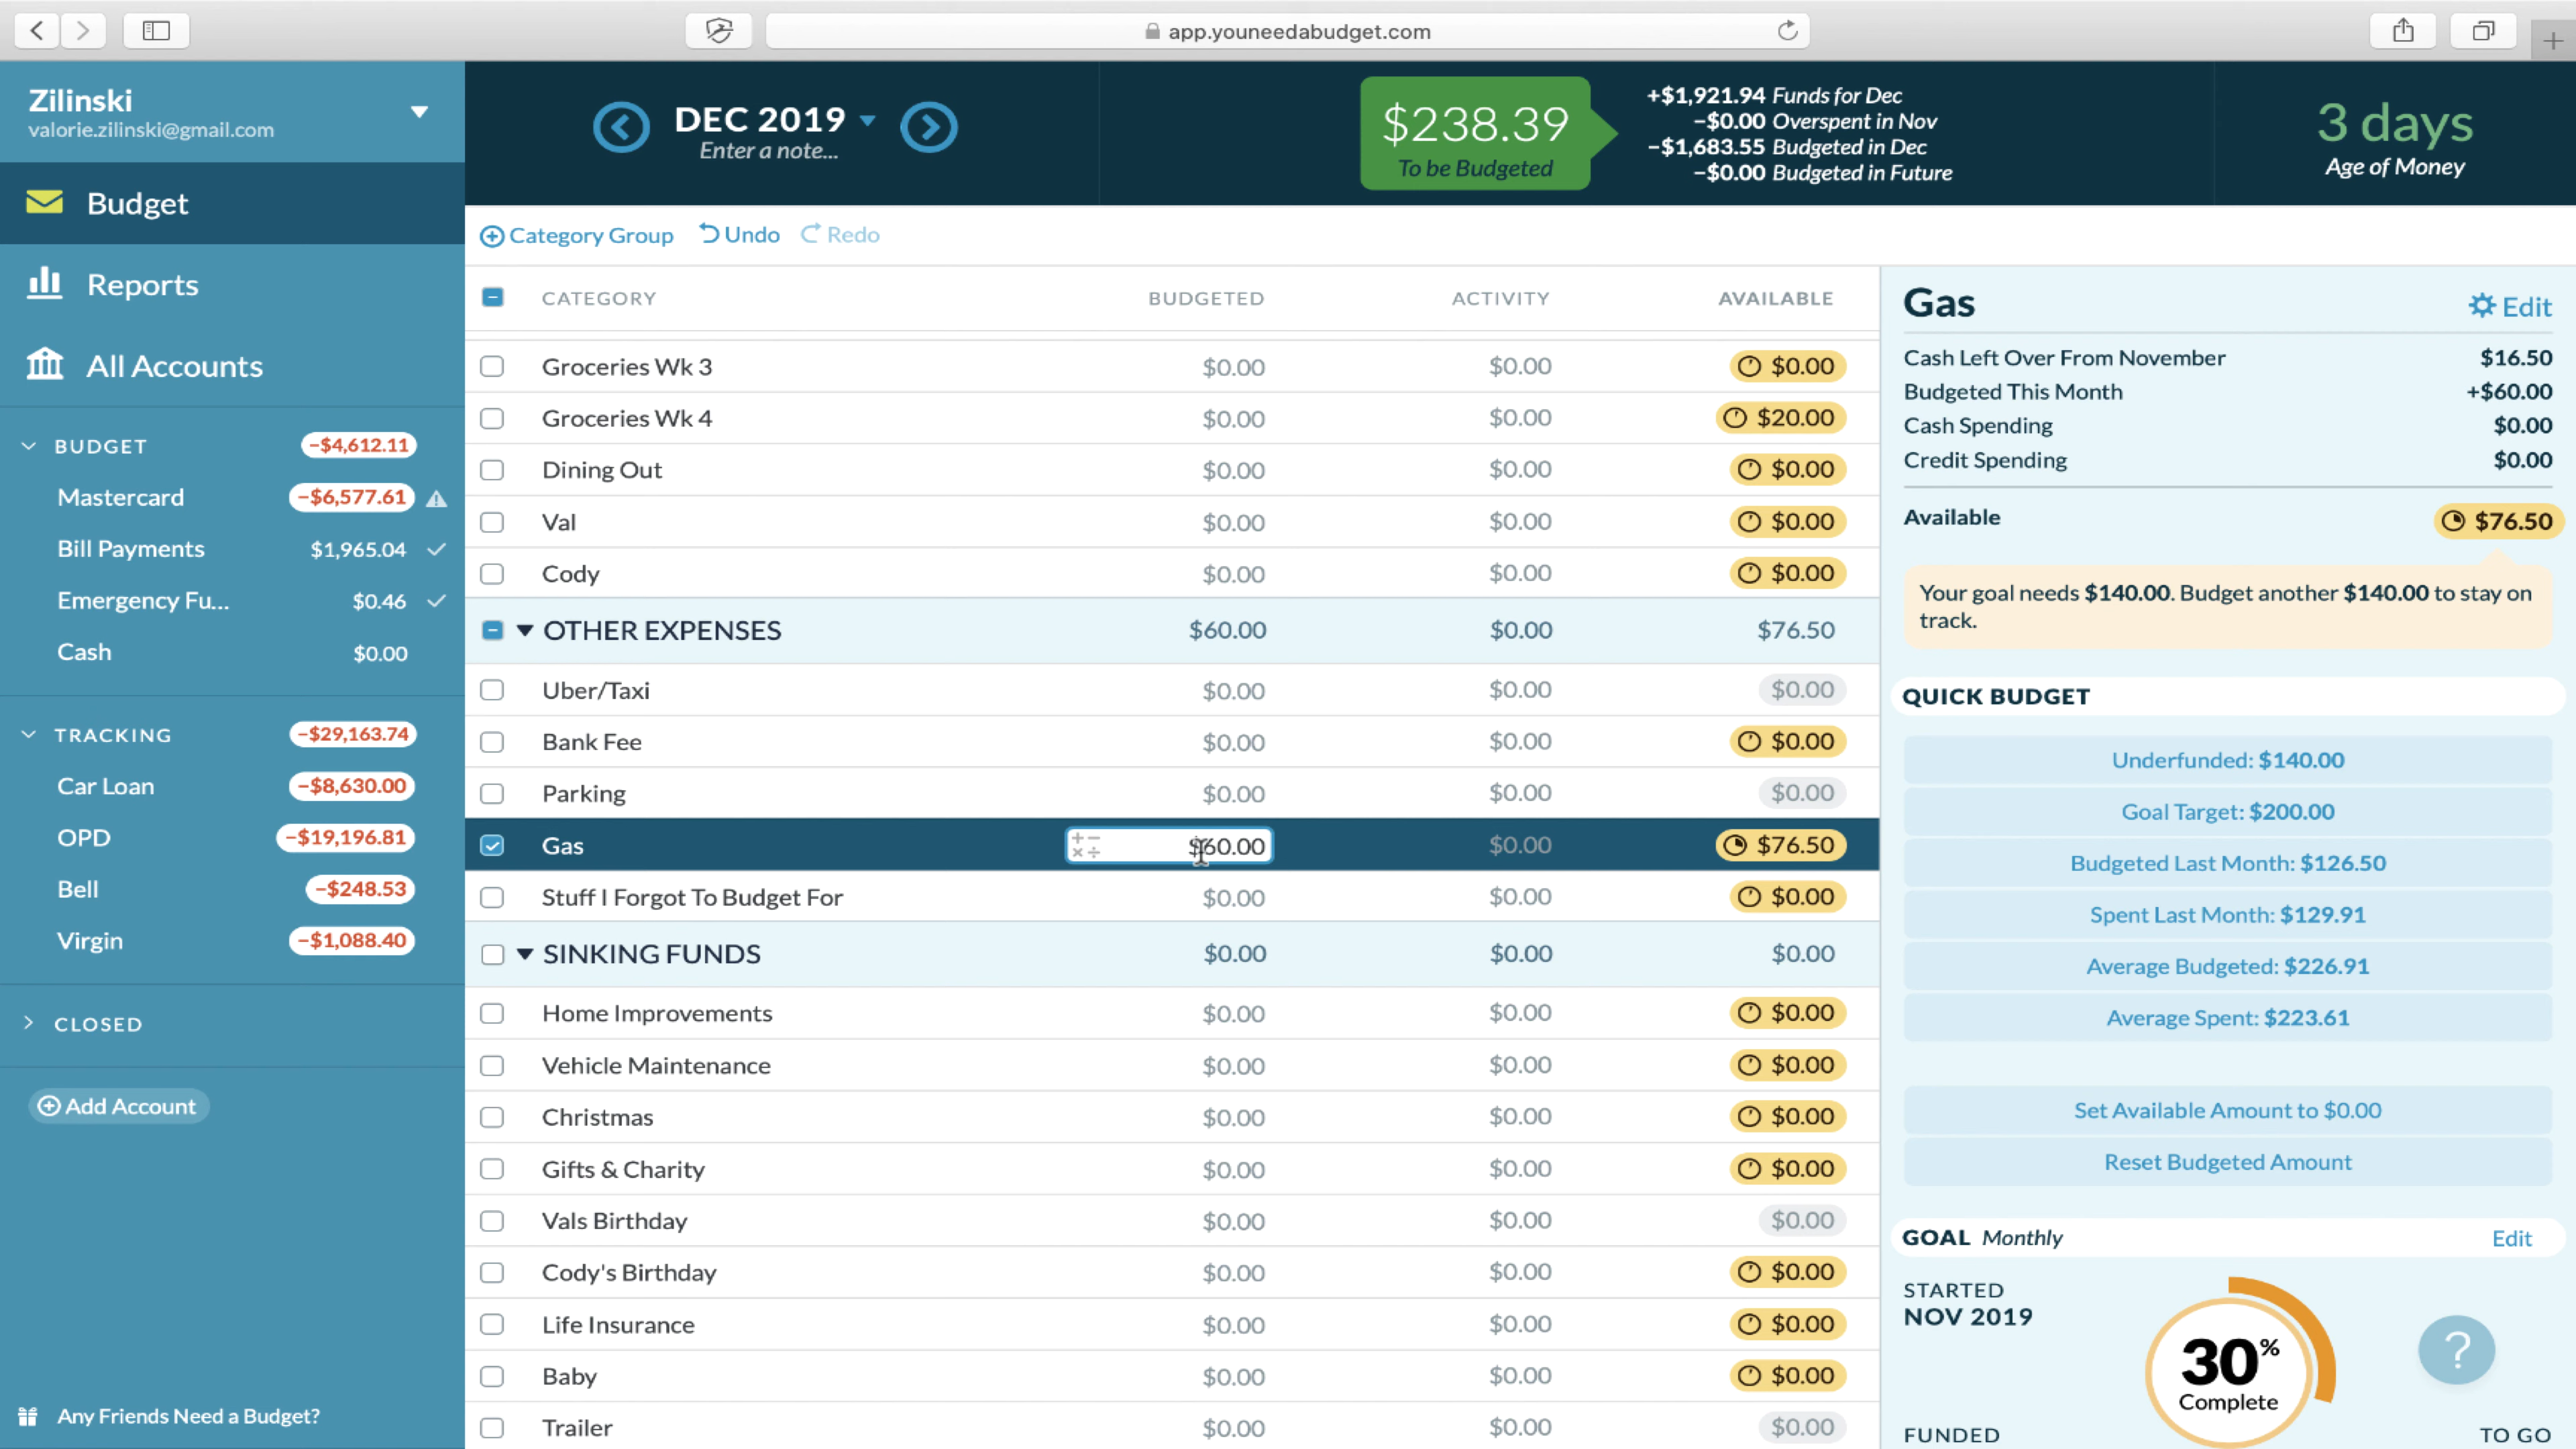 app.youneedabudget.com
Zilinski
valorie.zilinski@gmail.com
DEC 2019
Enter a note...
$238.39
To be Budgeted
+$1,921.94 Funds for Dec
−$0.00 Overspent in Nov
−$1,683.55 Budgeted in Dec
−$0.00 Budgeted in Future
3 days
Age of Money
Budget
Reports
All Accounts
BUDGET −$4,612.11
Mastercard −$6,577.61
Bill Payments $1,965.04
Emergency Fu... $0.46
Cash $0.00
TRACKING −$29,163.74
Car Loan −$8,630.00
OPD −$19,196.81
Bell −$248.53
Virgin −$1,088.40
CLOSED
Add Account
Any Friends Need a Budget?
Category Group Undo Redo
CATEGORY BUDGETED ACTIVITY AVAILABLE
Groceries Wk 3 $0.00 $0.00 $0.00
Groceries Wk 4 $0.00 $0.00 $20.00
Dining Out $0.00 $0.00 $0.00
Val $0.00 $0.00 $0.00
Cody $0.00 $0.00 $0.00
OTHER EXPENSES $60.00 $0.00 $76.50
Uber/Taxi $0.00 $0.00 $0.00
Bank Fee $0.00 $0.00 $0.00
Parking $0.00 $0.00 $0.00
Gas $60.00 $0.00 $76.50
Stuff I Forgot To Budget For $0.00 $0.00 $0.00
SINKING FUNDS $0.00 $0.00 $0.00
Home Improvements $0.00 $0.00 $0.00
Vehicle Maintenance $0.00 $0.00 $0.00
Christmas $0.00 $0.00 $0.00
Gifts & Charity $0.00 $0.00 $0.00
Vals Birthday $0.00 $0.00 $0.00
Cody's Birthday $0.00 $0.00 $0.00
Life Insurance $0.00 $0.00 $0.00
Baby $0.00 $0.00 $0.00
Trailer $0.00 $0.00 $0.00
Gas Edit
Cash Left Over From November $16.50
Budgeted This Month +$60.00
Cash Spending $0.00
Credit Spending $0.00
Available $76.50
Your goal needs $140.00. Budget another $140.00 to stay on
track.
QUICK BUDGET
Underfunded: $140.00
Goal Target: $200.00
Budgeted Last Month: $126.50
Spent Last Month: $129.91
Average Budgeted: $226.91
Average Spent: $223.61
Set Available Amount to $0.00
Reset Budgeted Amount
GOAL Monthly Edit
STARTED
NOV 2019
30%
Complete
?
FUNDED TO GO